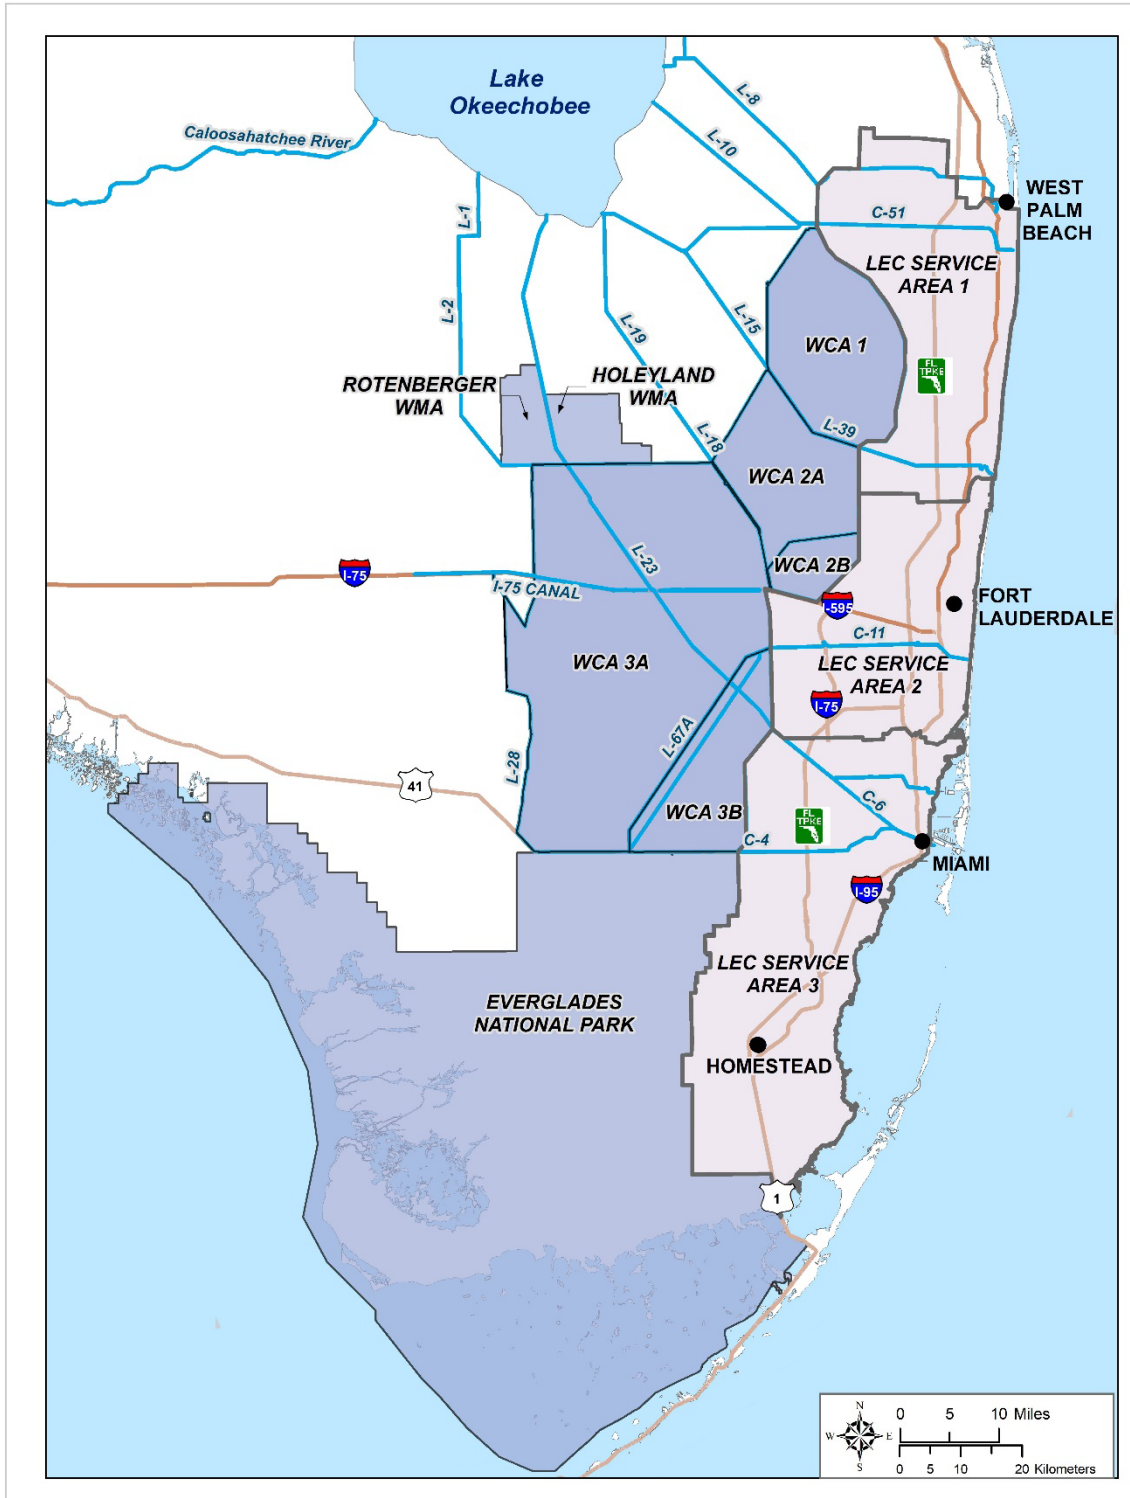 Lake
Okeechobee
Caloosahatchee River
L-8
L-10
L-1
WEST
PALM
BEACH
C-51
LEC SERVICE
AREA 1
L-2
L-19
L-15
WCA 1
FL
TPKE
ROTENBERGER
WMA
HOLEYLAND
WMA
L-18
L-39
WCA 2A
L-23
WCA 2B
I-75
I-75 CANAL
I-595
FORT
LAUDERDALE
C-11
WCA 3A
LEC SERVICE
AREA 2
I-75
L-67A
L-28
41
WCA 3B
FL
TPKE
C-6
C-4
MIAMI
I-95
LEC SERVICE
AREA 3
EVERGLADES
NATIONAL PARK
HOMESTEAD
1
N
W E
S
0 5 10 Miles
0 5 10 20 Kilometers